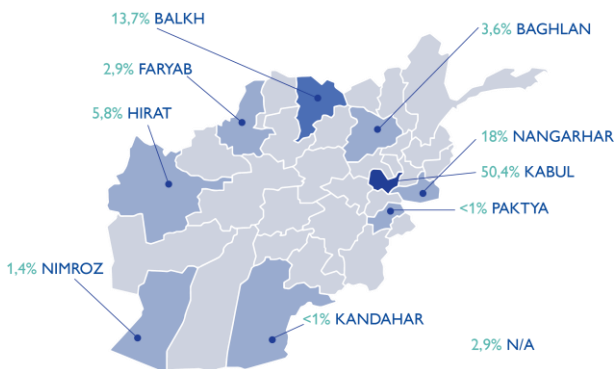 13,7% BALKH
3,6% BAGHLAN
2,9% FARYAB
5,8% HIRAT
18% NANGARHAR
50,4% KABUL
<1% PAKTYA
1,4% NIMROZ
<1% KANDAHAR
2,9% N/A